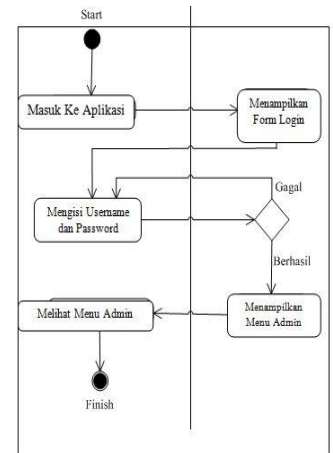 Start
Masuk Ke Aplikasi
Menampilkan
Form Login
Mengisi Username
dan Password
Gagal
Berhasil
Menampilkan
Menu Admin
Melihat Menu Admin
Finish